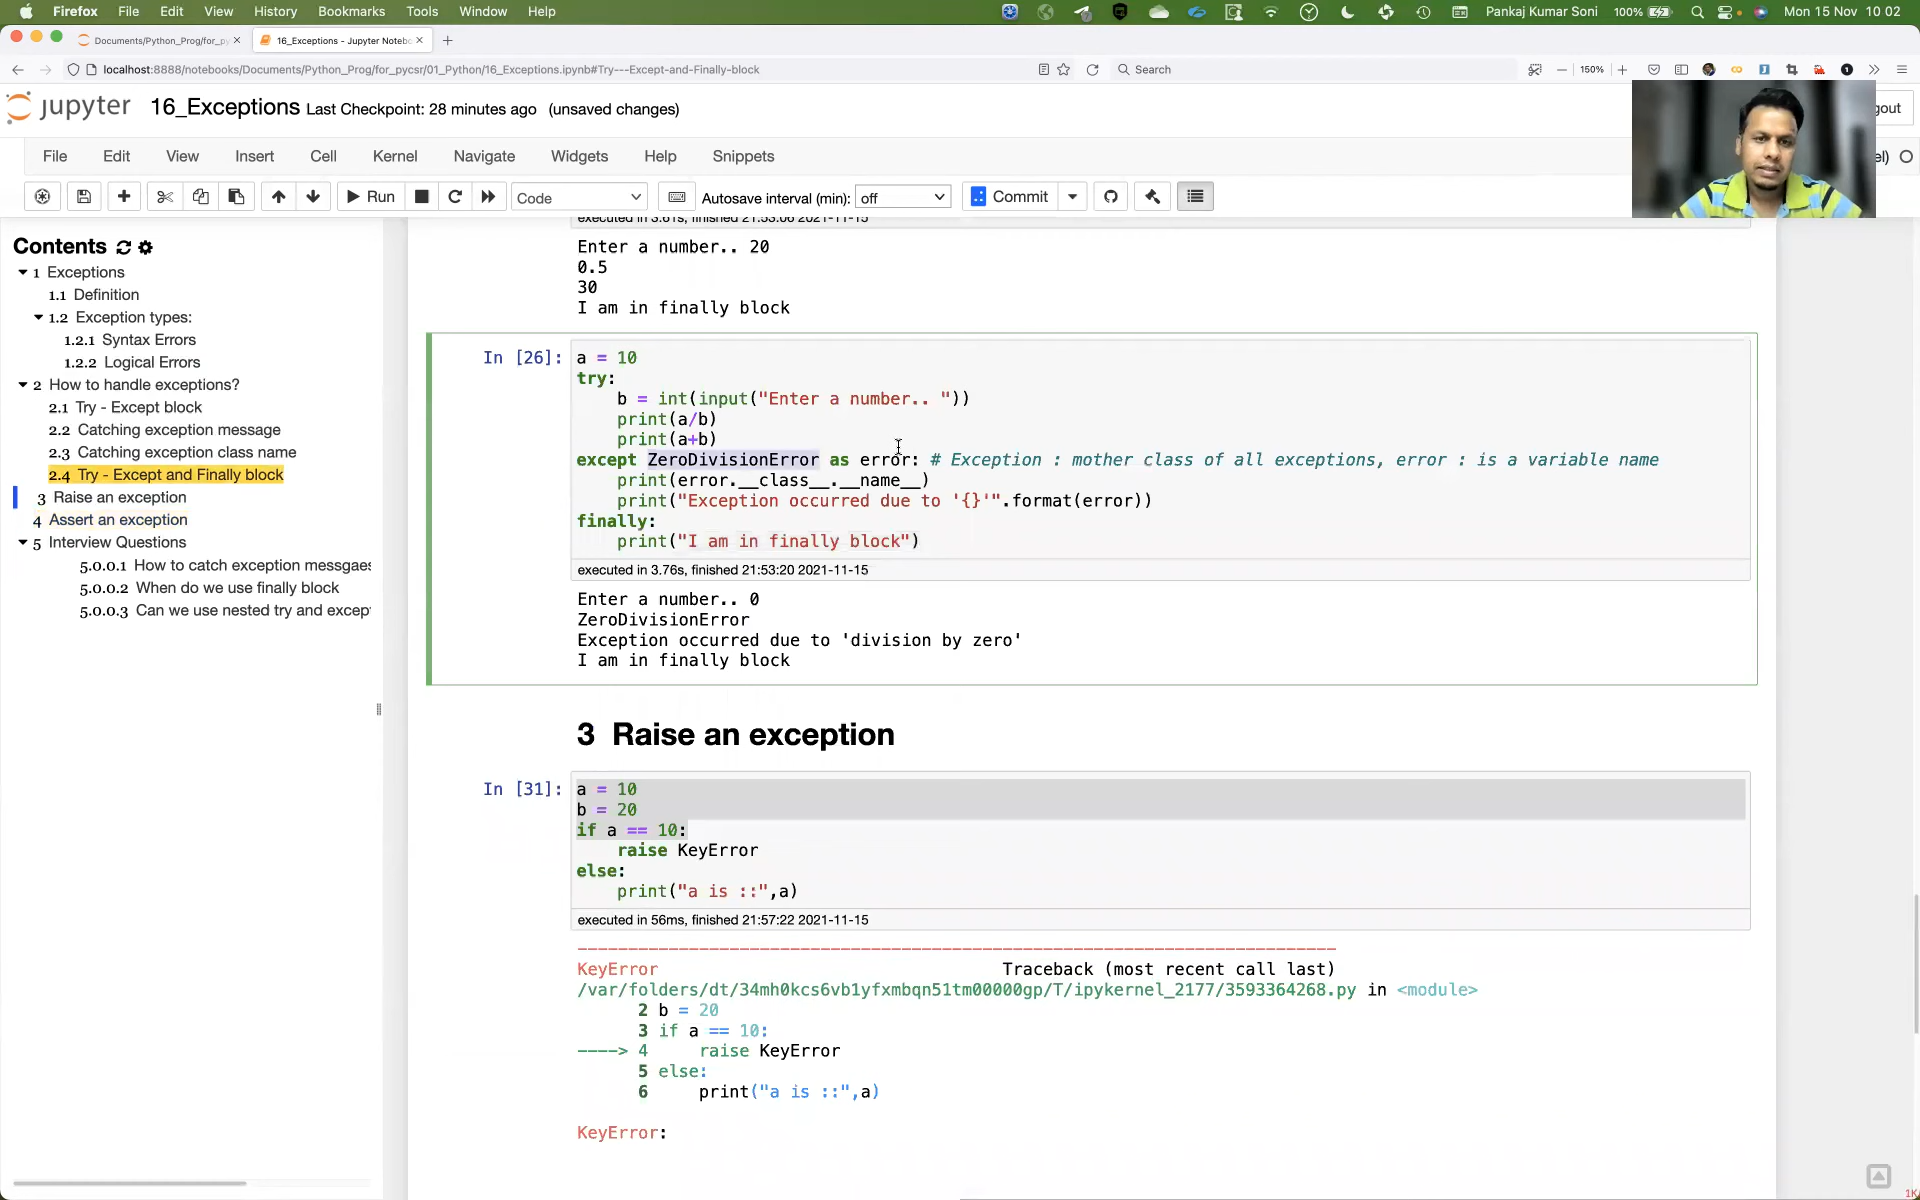 Firefox File Edit View History Bookmarks Tools Window Help Pankaj Kumar Soni 100% Mon 15 Nov 10 02
Documents/Python_Prog/for_py 16_Exceptions - Jupyter Notebo
localhost:8888/notebooks/Documents/Python_Prog/for_pycsr/01_Python/16_Exceptions.ipynb#Try---Except-and-Finally-block Search 150%
jupyter 16_Exceptions Last Checkpoint: 28 minutes ago (unsaved changes) gout
File Edit View Insert Cell Kernel Navigate Widgets Help Snippets el)
Run Code Autosave interval (min): off Commit
Contents
1 Exceptions
1.1 Definition
1.2 Exception types:
1.2.1 Syntax Errors
1.2.2 Logical Errors
2 How to handle exceptions?
2.1 Try - Except block
2.2 Catching exception message
2.3 Catching exception class name
2.4 Try - Except and Finally block
3 Raise an exception
4 Assert an exception
5 Interview Questions
5.0.0.1 How to catch exception messgaes
5.0.0.2 When do we use finally block
5.0.0.3 Can we use nested try and excep
executed in 3.61s, finished 21:53:06 2021-11-15
Enter a number.. 20
0.5
30
I am in finally block
In [26]: a = 10
try:
    b = int(input("Enter a number.. "))
    print(a/b)
    print(a+b)
except ZeroDivisionError as error: # Exception : mother class of all exceptions, error : is a variable name
    print(error.__class__.__name__)
    print("Exception occurred due to '{}'".format(error))
finally:
    print("I am in finally block")
executed in 3.76s, finished 21:53:20 2021-11-15
Enter a number.. 0
ZeroDivisionError
Exception occurred due to 'division by zero'
I am in finally block
3 Raise an exception
In [31]: a = 10
b = 20
if a == 10:
    raise KeyError
else:
    print("a is ::",a)
executed in 56ms, finished 21:57:22 2021-11-15
KeyError Traceback (most recent call last)
/var/folders/dt/34mh0kcs6vb1yfxmbqn51tm00000gp/T/ipykernel_2177/3593364268.py in <module>
2 b = 20
3 if a == 10:
----> 4     raise KeyError
5 else:
6     print("a is ::",a)
KeyError: